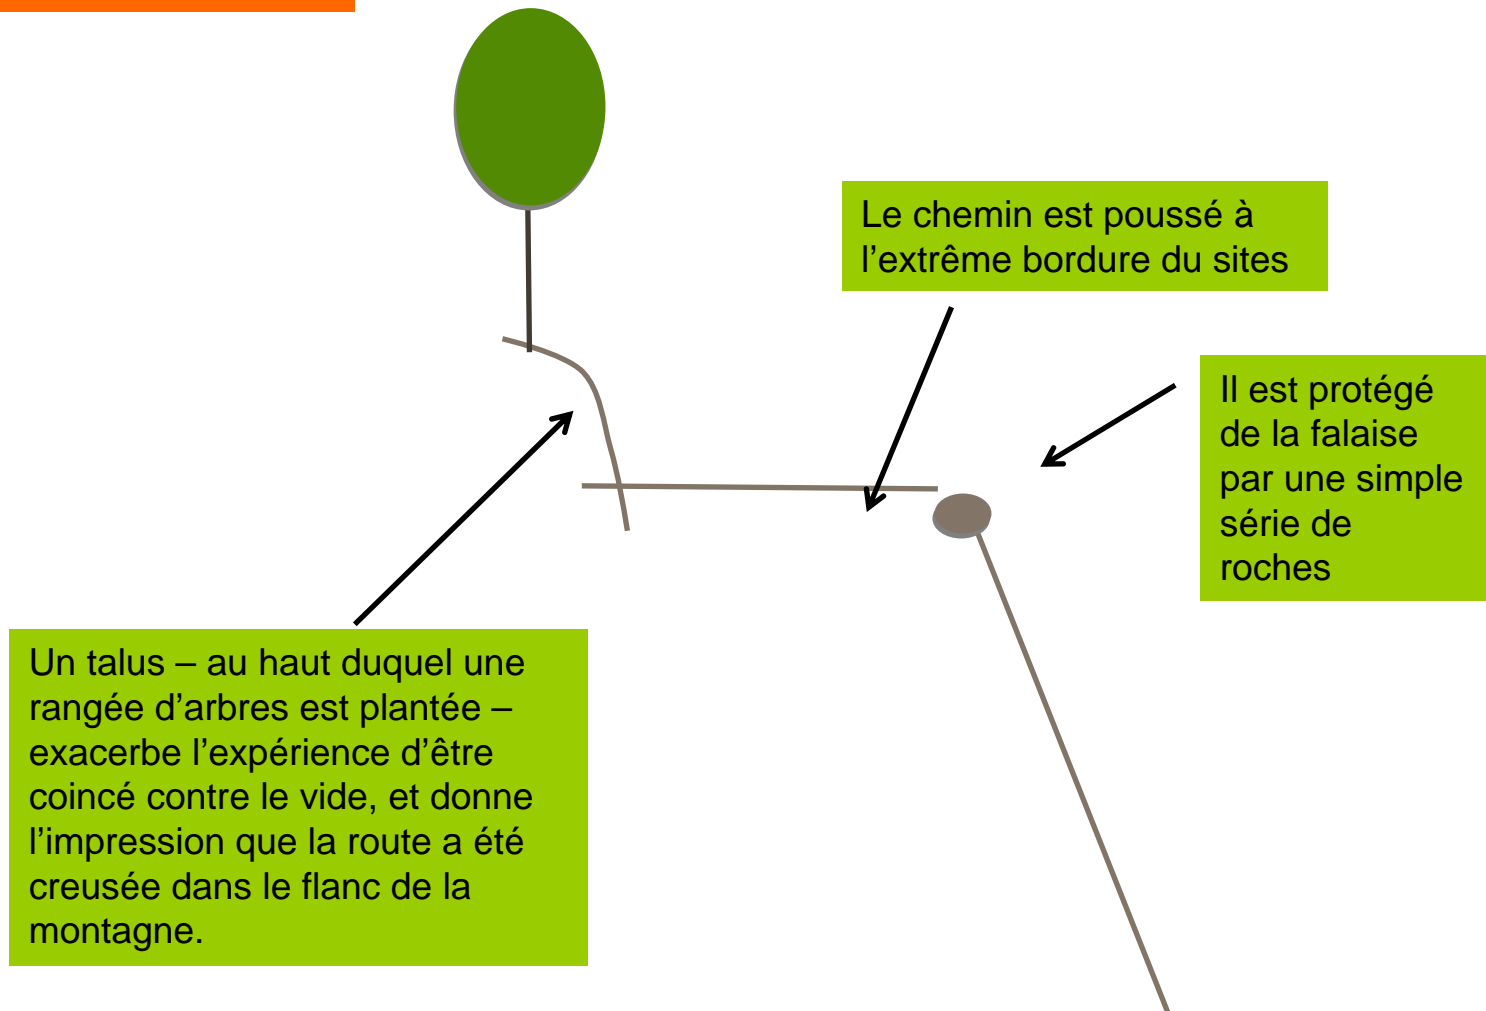 Le chemin est poussé à
l’extrême bordure du sites
Il est protégé
de la falaise
par une simple
série de
roches
Un talus – au haut duquel une
rangée d’arbres est plantée –
exacerbe l’expérience d’être
coincé contre le vide, et donne
l’impression que la route a été
creusée dans le flanc de la
montagne.